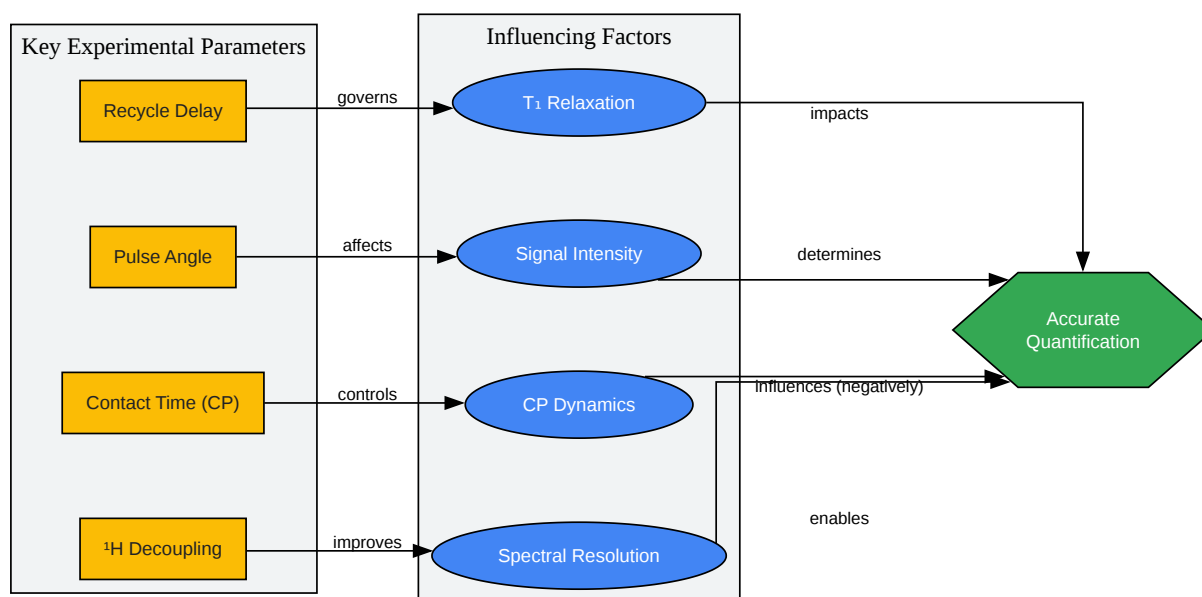 Key Experimental Parameters
Influencing Factors
Recycle Delay
governs
T₁ Relaxation
impacts
Pulse Angle
affects
Signal Intensity
determines
Accurate
Quantification
Contact Time (CP)
controls
CP Dynamics
influences (negatively)
¹H Decoupling
improves
Spectral Resolution
enables